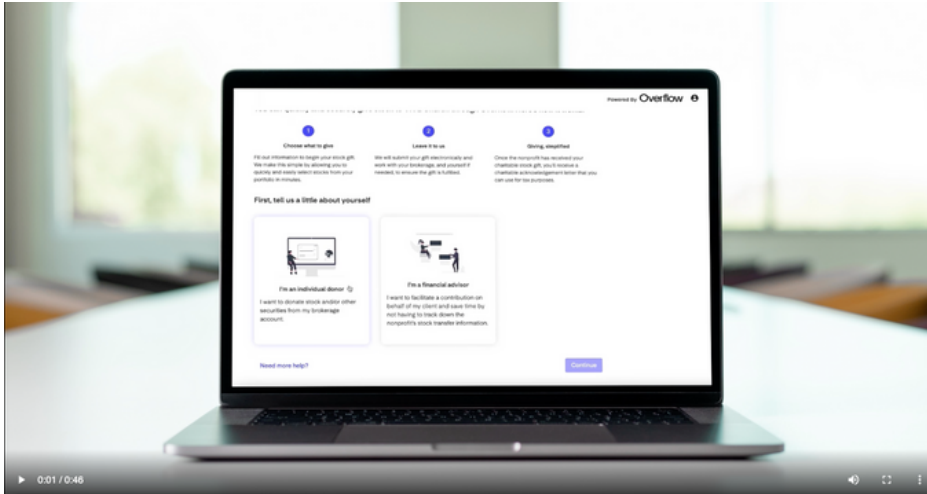 Powered by Overflow
1
2
3
Choose what to give
Leave it to us
Giving, simplified
Fill out information to begin your stock gift.
We make this simple by allowing you to
quickly and easily select stocks from your
portfolio in minutes.
We will submit your gift electronically and
work with your brokerage, and yourself if
needed, to ensure the gift is fulfilled.
Once the nonprofit has received your
charitable stock gift, you'll receive a
charitable acknowledgement letter that you
can use for tax purposes.
First, tell us a little about yourself
I'm an individual donor
I want to donate stock and/or other
securities from my brokerage
account.
I'm a financial advisor
I want to facilitate a contribution on
behalf of my client and save time by
not having to track down the
nonprofit's stock transfer information.
Need more help?
Continue
0:01 / 0:46